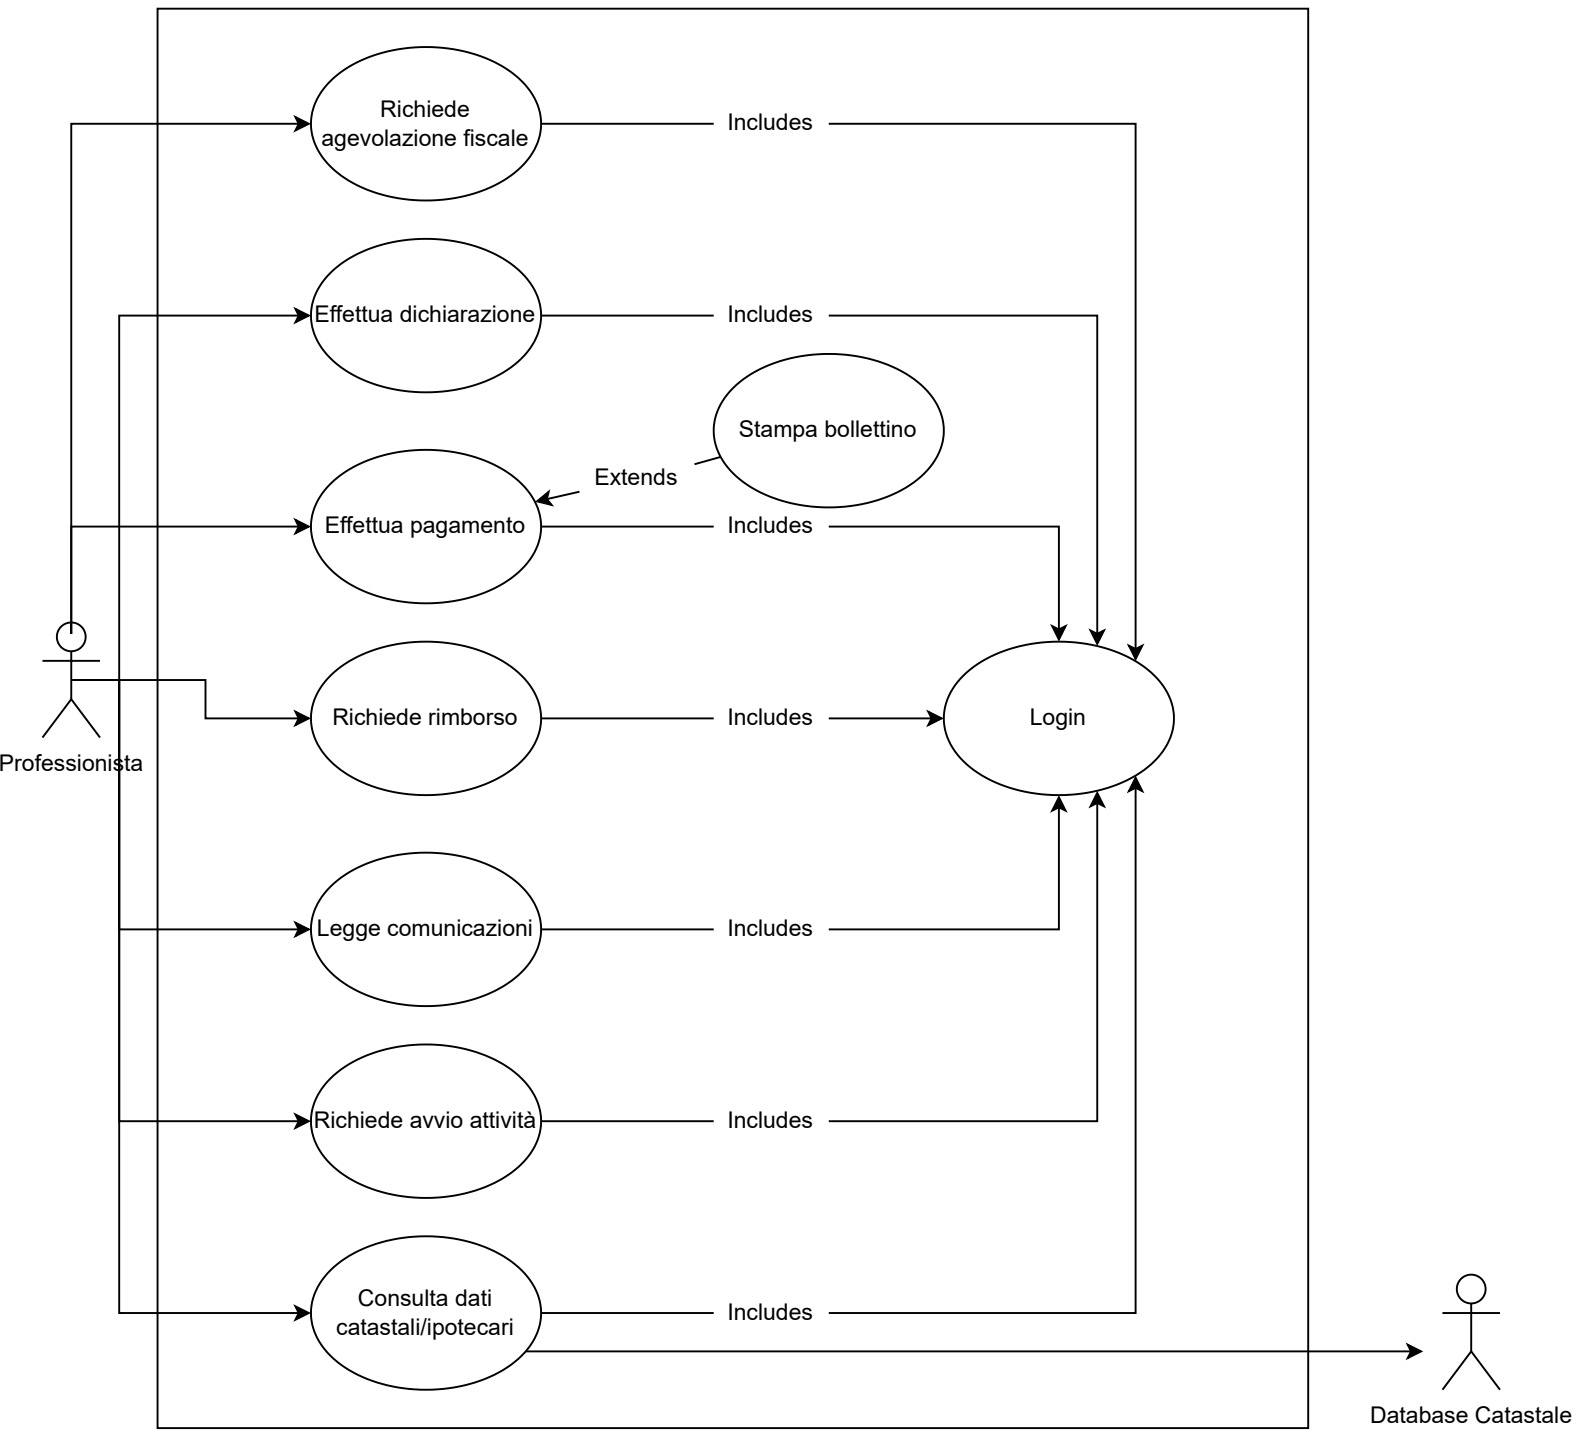 Richiede
agevolazione fiscale
Includes
Effettua dichiarazione
Includes
Stampa bollettino
Extends
Effettua pagamento
Includes
Professionista
Richiede rimborso
Includes
Login
Legge comunicazioni
Includes
Richiede avvio attività
Includes
Consulta dati
catastali/ipotecari
Includes
Database Catastale